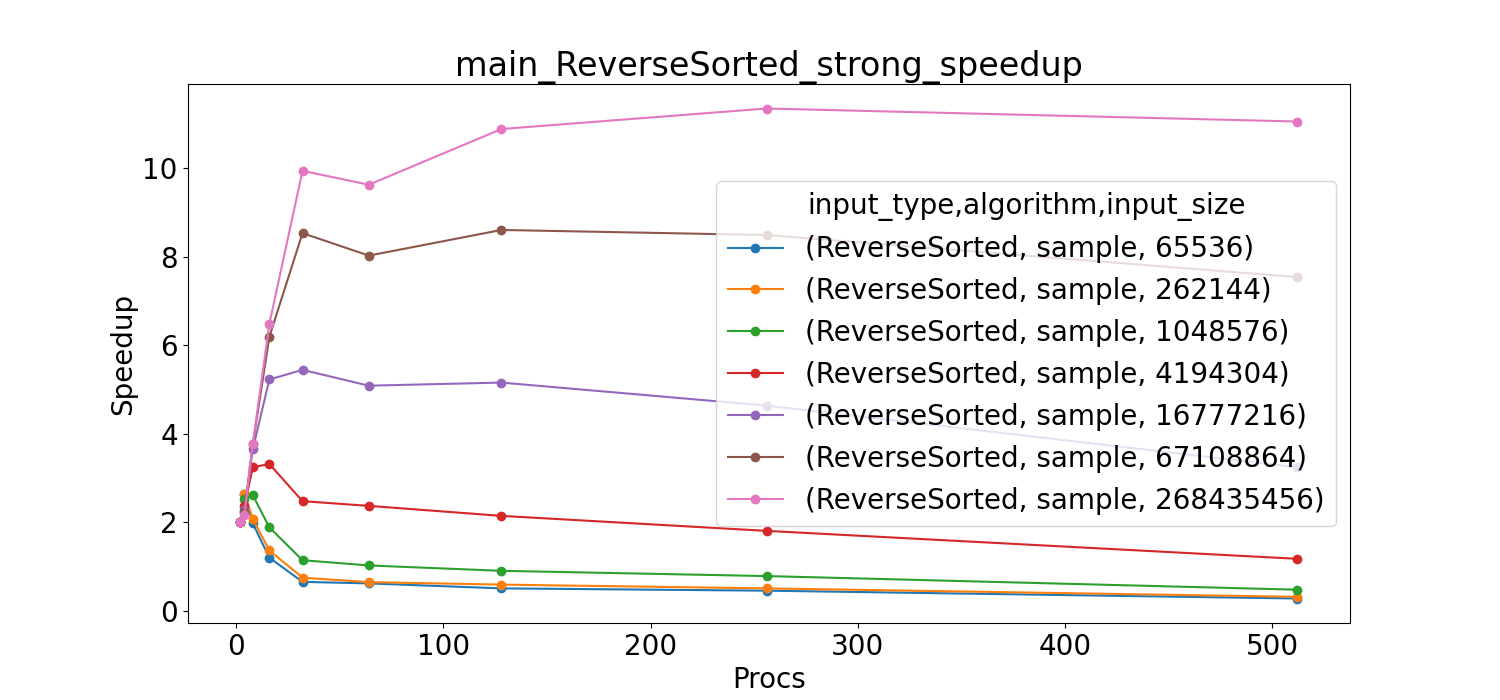 main_ReverseSorted_strong_speedup
10
8
6
4
2
0
Speedup
input_type,algorithm,input_size
(ReverseSorted, sample, 65536)
(ReverseSorted, sample, 262144)
(ReverseSorted, sample, 1048576)
(ReverseSorted, sample, 4194304)
(ReverseSorted, sample, 16777216)
(ReverseSorted, sample, 67108864)
(ReverseSorted, sample, 268435456)
0 100 200 300 400 500
Procs